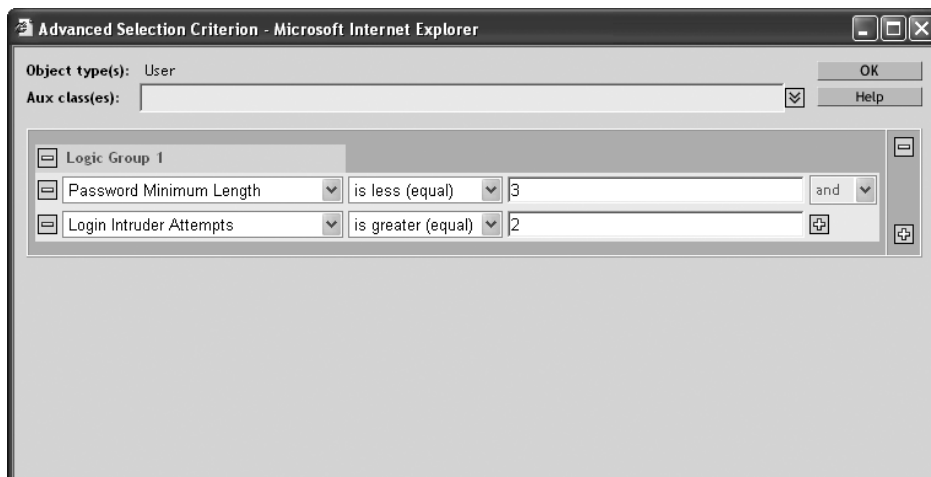 Advanced Selection Criterion - Microsoft Internet Explorer
Object type(s): User
OK
Aux class(es):
Help
Logic Group 1
Password Minimum Length is less (equal) 3 and
Login Intruder Attempts is greater (equal) 2